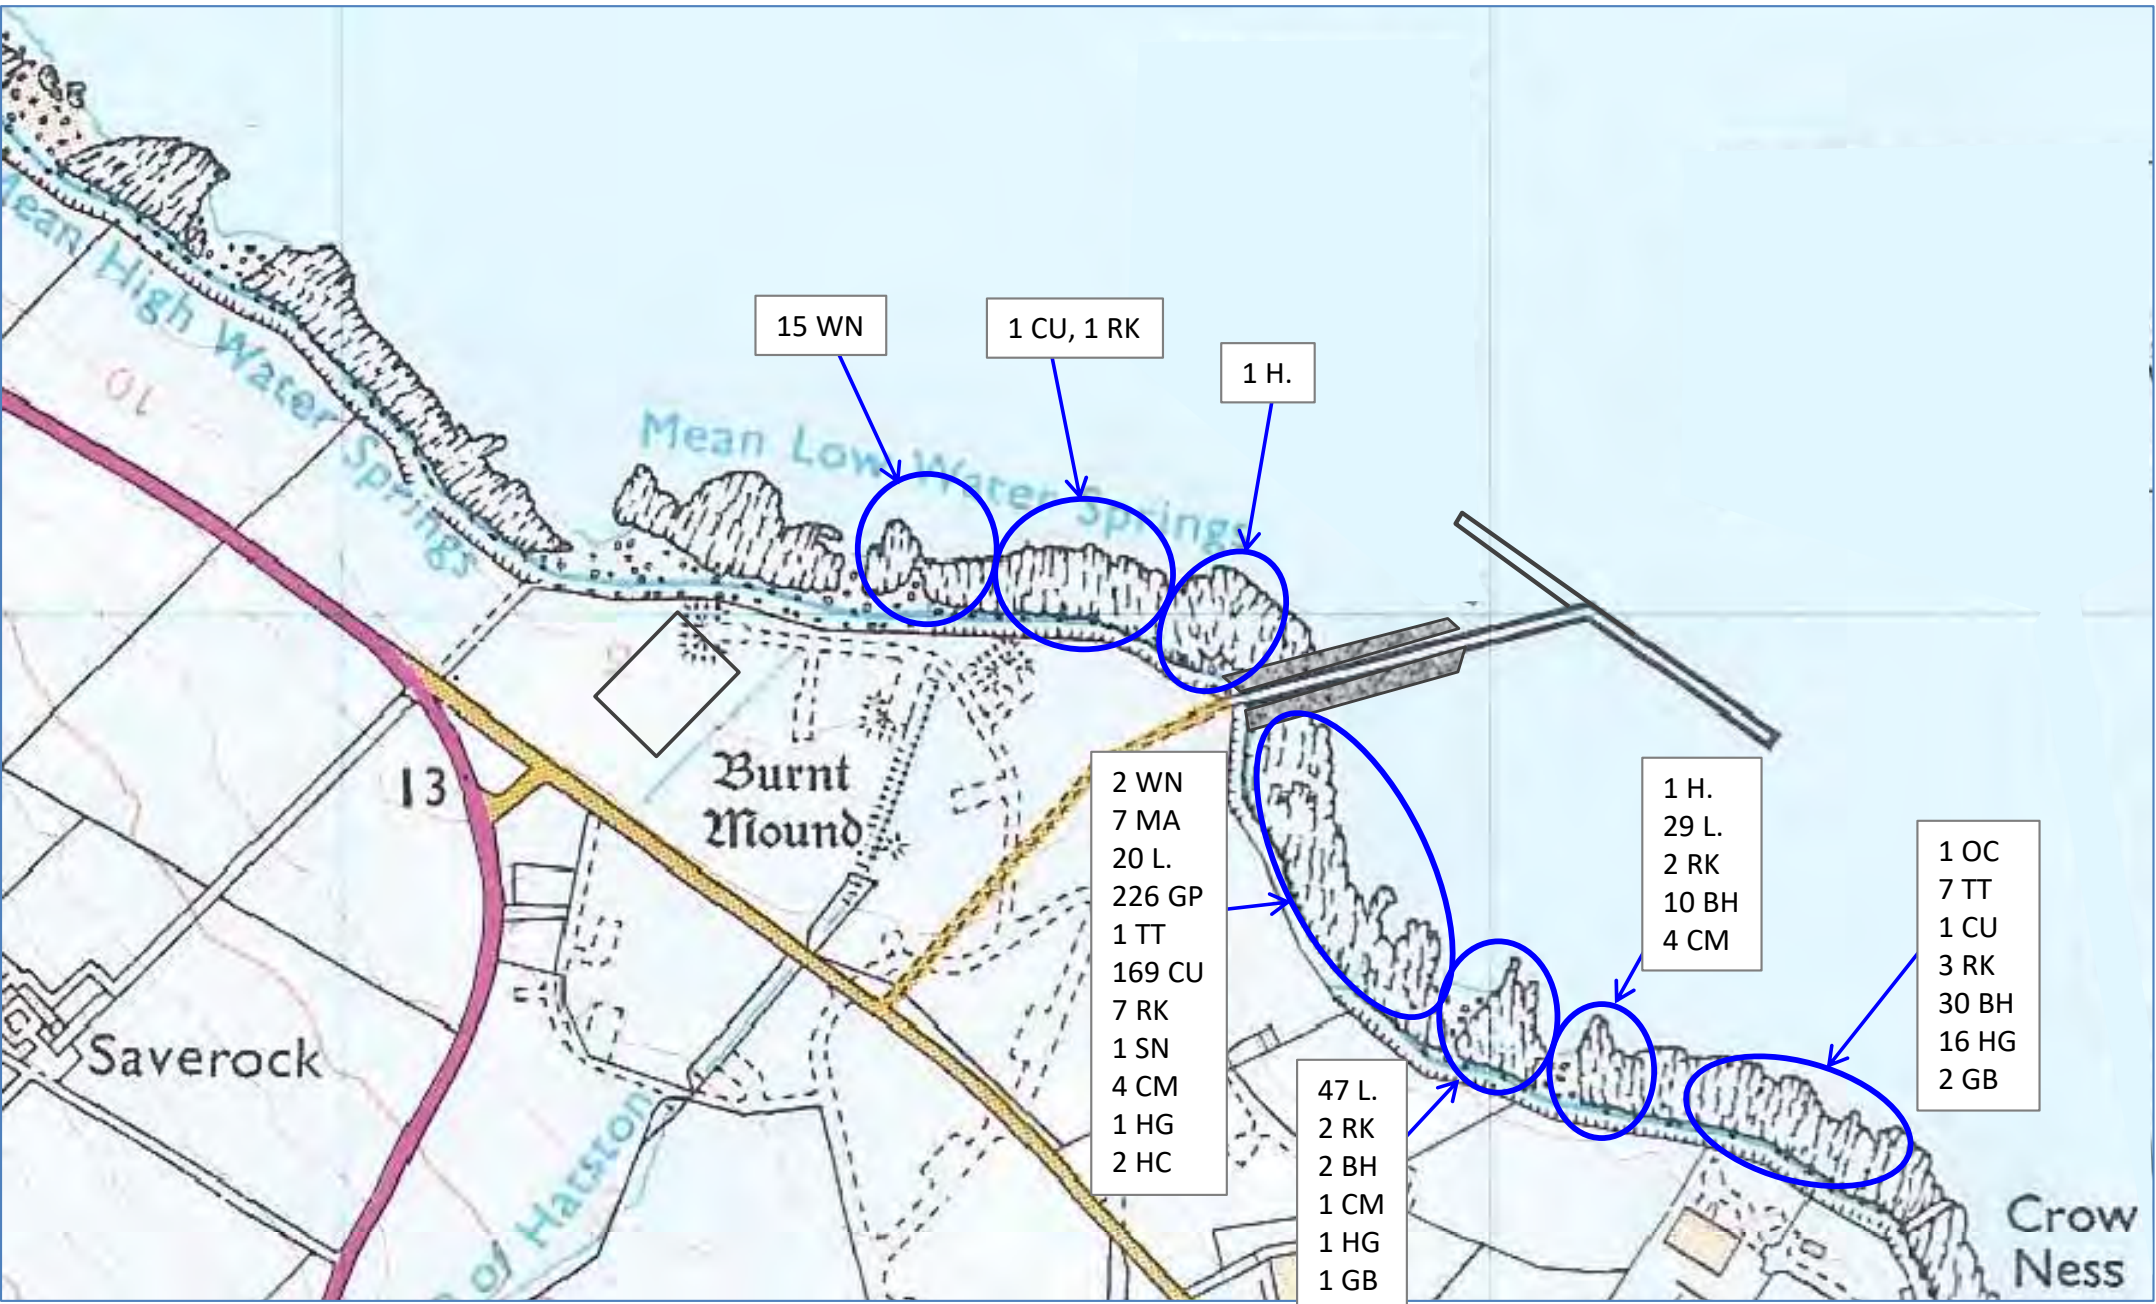 Mean High Water Springs
10
15 WN
1 CU, 1 RK
1 H.
Mean Low Water Springs
13
Burnt
Mound
2 WN
7 MA
20 L.
226 GP
1 TT
169 CU
7 RK
1 SN
4 CM
1 HG
2 HC
1 H.
29 L.
2 RK
10 BH
4 CM
1 OC
7 TT
1 CU
3 RK
30 BH
16 HG
2 GB
47 L.
2 RK
2 BH
1 CM
1 HG
1 GB
Saverock
of Hatston
Crow
Ness